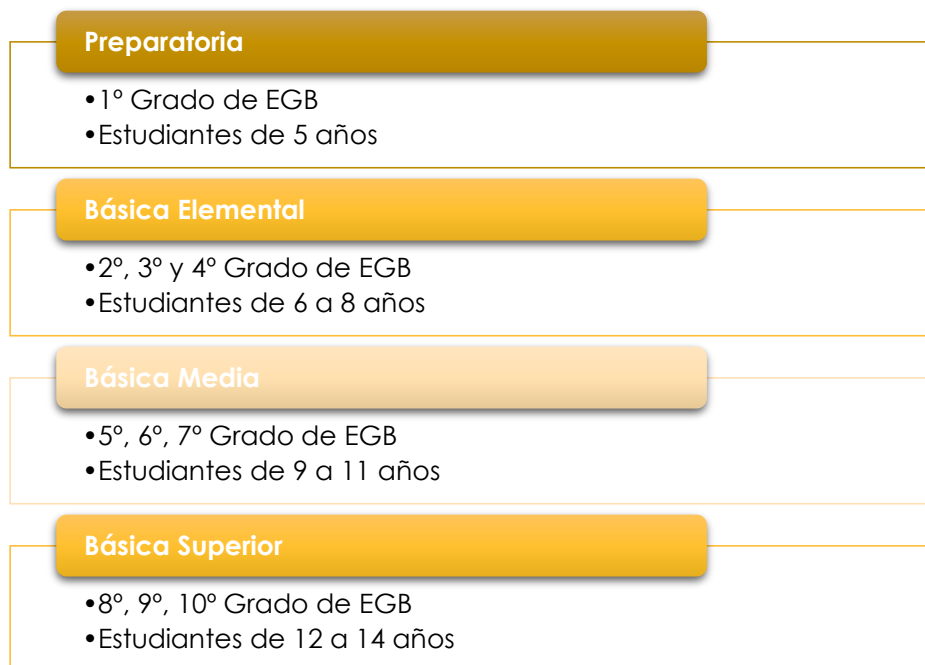 Preparatoria
•1º Grado de EGB
•Estudiantes de 5 años
Básica Elemental
•2º, 3º y 4º Grado de EGB
•Estudiantes de 6 a 8 años
Básica Media
•5º, 6º, 7º Grado de EGB
•Estudiantes de 9 a 11 años
Básica Superior
•8º, 9º, 10º Grado de EGB
•Estudiantes de 12 a 14 años